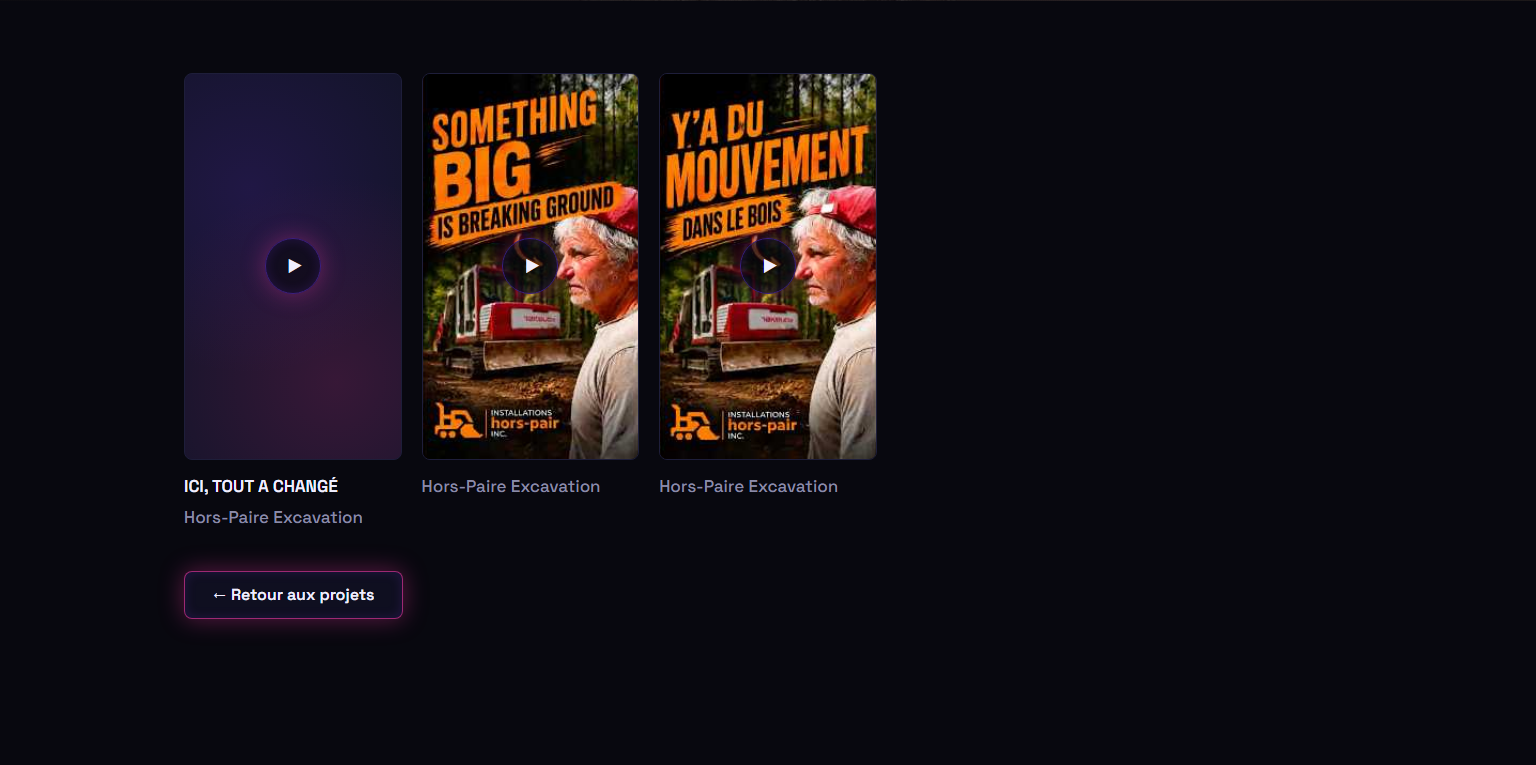 SOMETHING
BIG
IS BREAKING GROUND
INSTALLATIONS
hors-pair
INC.
Y'A DU
MOUVEMENT
DANS LE BOIS
INSTALLATIONS
hors-pair
INC.
ICI, TOUT A CHANGÉ
Hors-Paire Excavation
Hors-Paire Excavation
Hors-Paire Excavation
← Retour aux projets